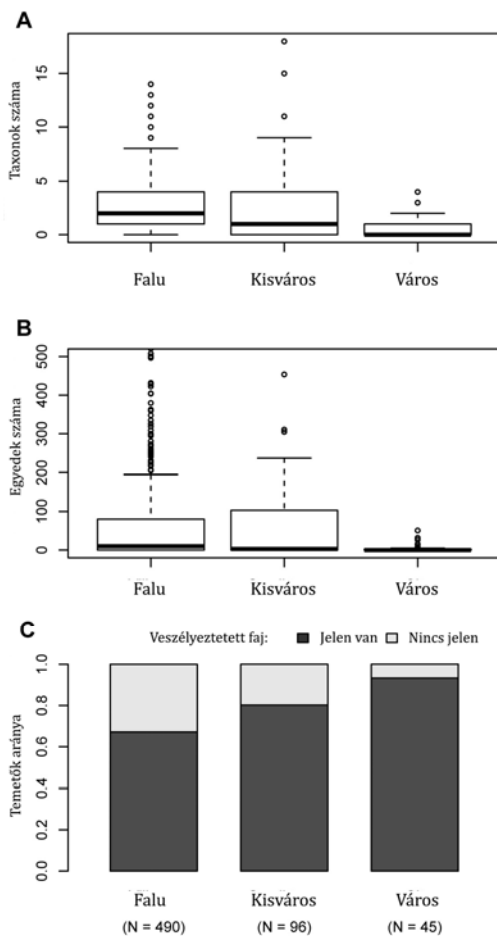 A
Taxonok száma
15
10
5
0
Falu Kisváros Város
B
Egyedek száma
500
400
300
200
100
0
Falu Kisváros Város
C
Veszélyeztetett faj: Jelen van Nincs jelen
Temetők aránya
1.0
0.8
0.6
0.4
0.2
0.0
Falu Kisváros Város
(N = 490) (N = 96) (N = 45)